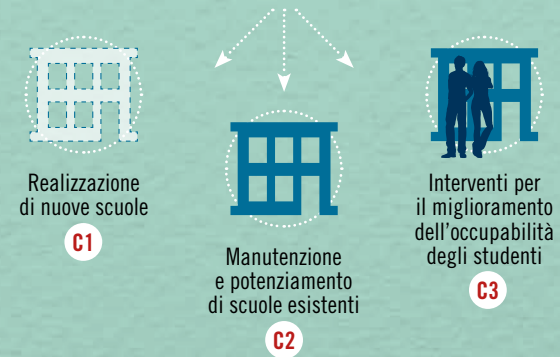 Realizzazione
di nuove scuole
C1
Manutenzione
e potenziamento
di scuole esistenti
C2
Interventi per
il miglioramento
dell'occupabilità
degli studenti
C3